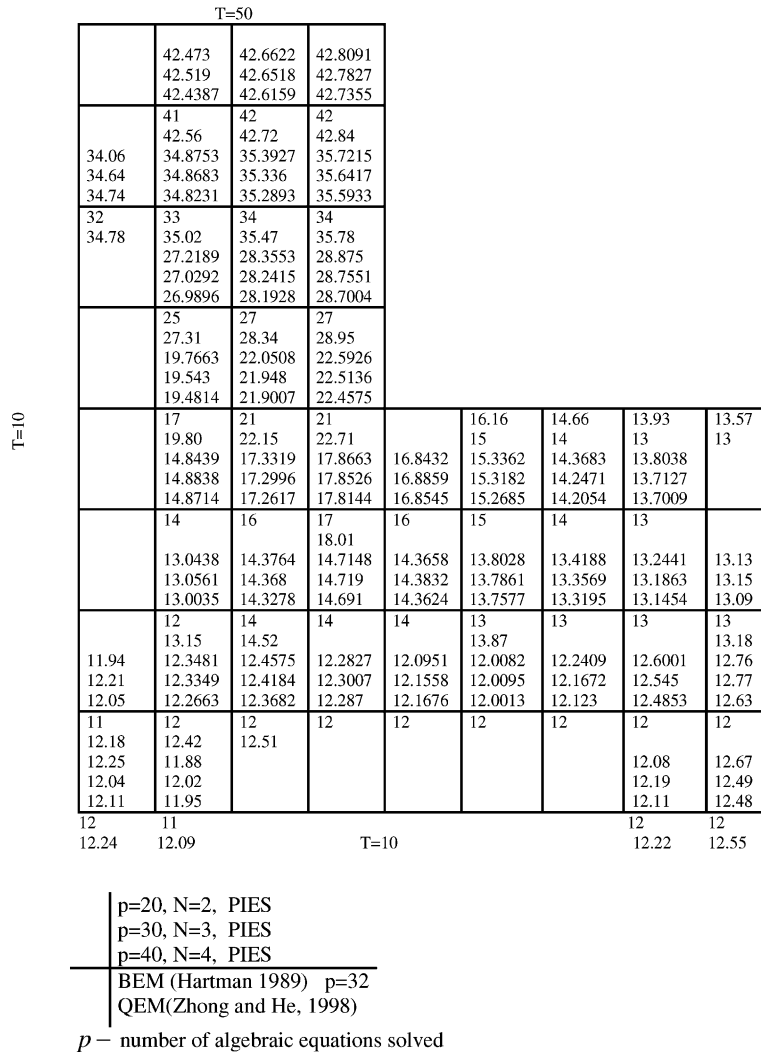 T=50
42.473 42.6622 42.8091
42.519 42.6518 42.7827
42.4387 42.6159 42.7355
41 42 42
42.56 42.72 42.84
34.06 34.8753 35.3927 35.7215
34.64 34.8683 35.336 35.6417
34.74 34.8231 35.2893 35.5933
32 33 34 34
34.78 35.02 35.47 35.78
27.2189 28.3553 28.875
27.0292 28.2415 28.7551
26.9896 28.1928 28.7004
25 27 27
27.31 28.34 28.95
19.7663 22.0508 22.5926
19.543 21.948 22.5136
19.4814 21.9007 22.4575
T=10
17 21 21 16.16 14.66 13.93 13.57
19.80 22.15 22.71 15 14 13 13
14.8439 17.3319 17.8663 16.8432 15.3362 14.3683 13.8038
14.8838 17.2996 17.8526 16.8859 15.3182 14.2471 13.7127
14.8714 17.2617 17.8144 16.8545 15.2685 14.2054 13.7009
14 16 17 16 15 14 13
18.01
13.0438 14.3764 14.7148 14.3658 13.8028 13.4188 13.2441 13.13
13.0561 14.368 14.719 14.3832 13.7861 13.3569 13.1863 13.15
13.0035 14.3278 14.691 14.3624 13.7577 13.3195 13.1454 13.09
12 14 14 14 13 13 13 13
13.15 14.52 13.87 13.18
11.94 12.3481 12.4575 12.2827 12.0951 12.0082 12.2409 12.6001 12.76
12.21 12.3349 12.4184 12.3007 12.1558 12.0095 12.1672 12.545 12.77
12.05 12.2663 12.3682 12.287 12.1676 12.0013 12.123 12.4853 12.63
11 12 12 12 12 12 12 12 12
12.18 12.42 12.51
12.25 11.88 12.08 12.67
12.04 12.02 12.19 12.49
12.11 11.95 12.11 12.48
12 11 12 12
12.24 12.09 T=10 12.22 12.55
p=20, N=2, PIES
p=30, N=3, PIES
p=40, N=4, PIES
BEM (Hartman 1989) p=32
QEM(Zhong and He, 1998)
p − number of algebraic equations solved